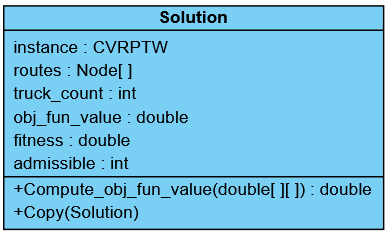 Solution
instance : CVRPTW
routes : Node[ ]
truck_count : int
obj_fun_value : double
fitness : double
admissible : int
+Compute_obj_fun_value(double[ ][ ]) : double
+Copy(Solution)